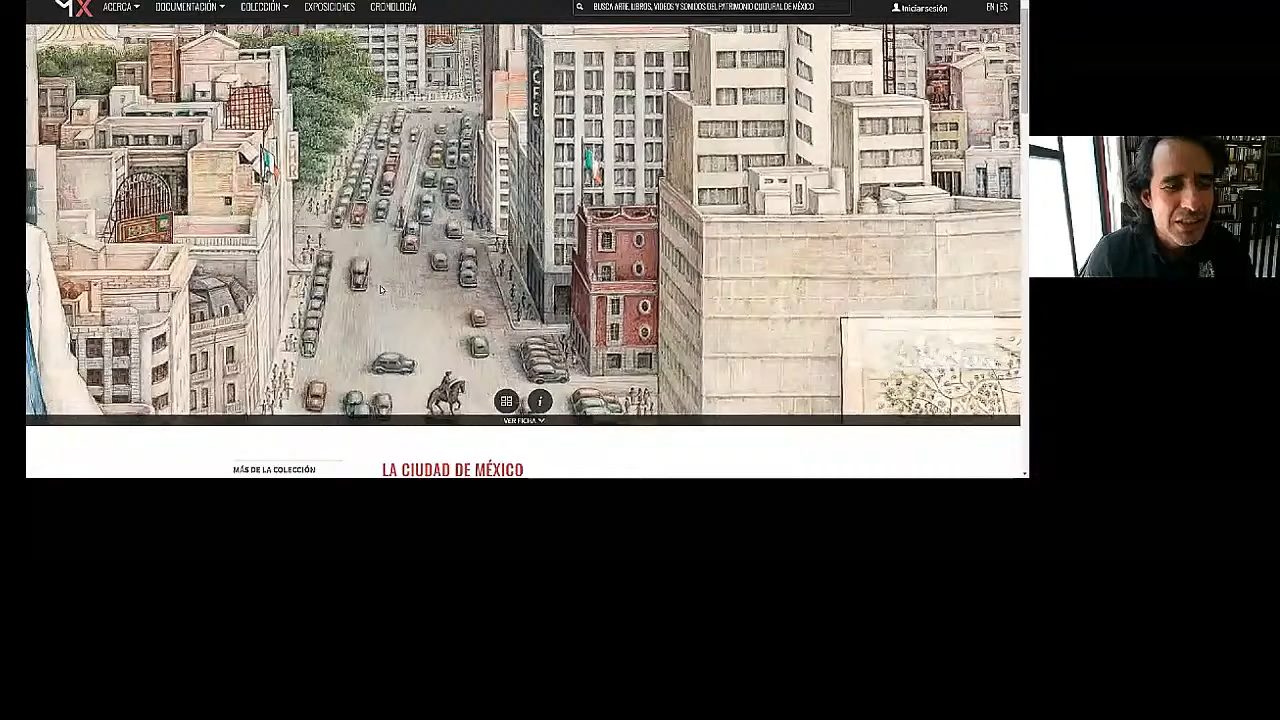 MX ACERCA DOCUMENTACIÓN COLECCIÓN EXPOSICIONES CRONOLOGÍA BUSCA ARTE, LIBROS, VIDEOS Y SONIDOS DEL PATRIMONIO CULTURAL DE MÉXICO Iniciar sesión EN | ES
CFE
i
VER FICHA
MÁS DE LA COLECCIÓN
LA CIUDAD DE MÉXICO